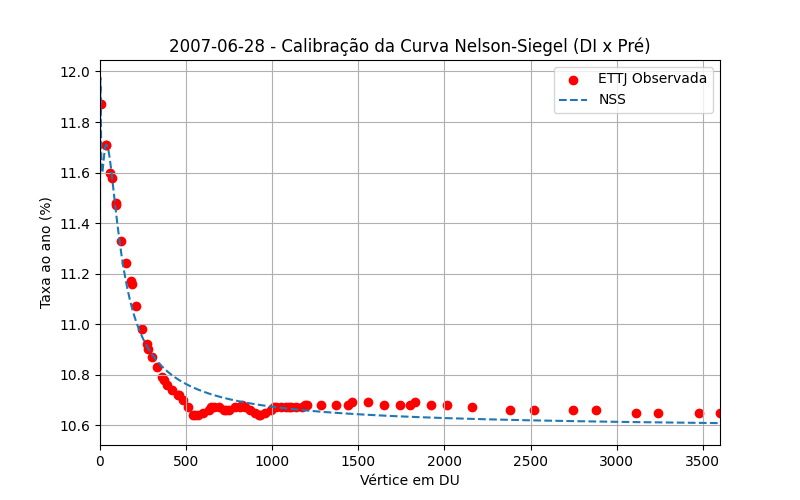 2007-06-28 - Calibração da Curva Nelson-Siegel (DI x Pré)
ETTJ Observada
NSS
Taxa ao ano (%)
12.0
11.8
11.6
11.4
11.2
11.0
10.8
10.6
0 500 1000 1500 2000 2500 3000 3500
Vértice em DU